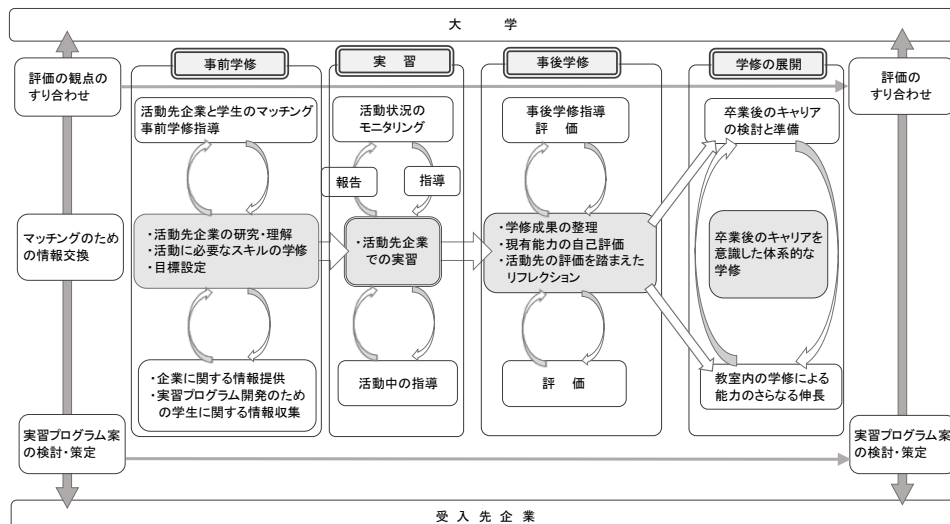 大 学
評価の観点の
すり合わせ
マッチングのため
の情報交換
実習プログラム案
の検討・策定
事前学修
活動先企業と学生のマッチング
事前学修指導
・活動先企業の研究・理解
・活動に必要なスキルの学修
・目標設定
・企業に関する情報提供
・実習プログラム開発のため
の学生に関する情報収集
実 習
活動状況の
モニタリング
報告
指導
・活動先企業
での実習
活動中の指導
事後学修
事後学修指導
評 価
・学修成果の整理
・現有能力の自己評価
・活動先の評価を踏まえた
リフレクション
評 価
学修の展開
卒業後のキャリア
の検討と準備
卒業後のキャリアを
意識した体系的な
学修
教室内の学修による
能力のさらなる伸長
評価の
すり合わせ
実習プログラム案
の検討・策定
受 入 先 企 業